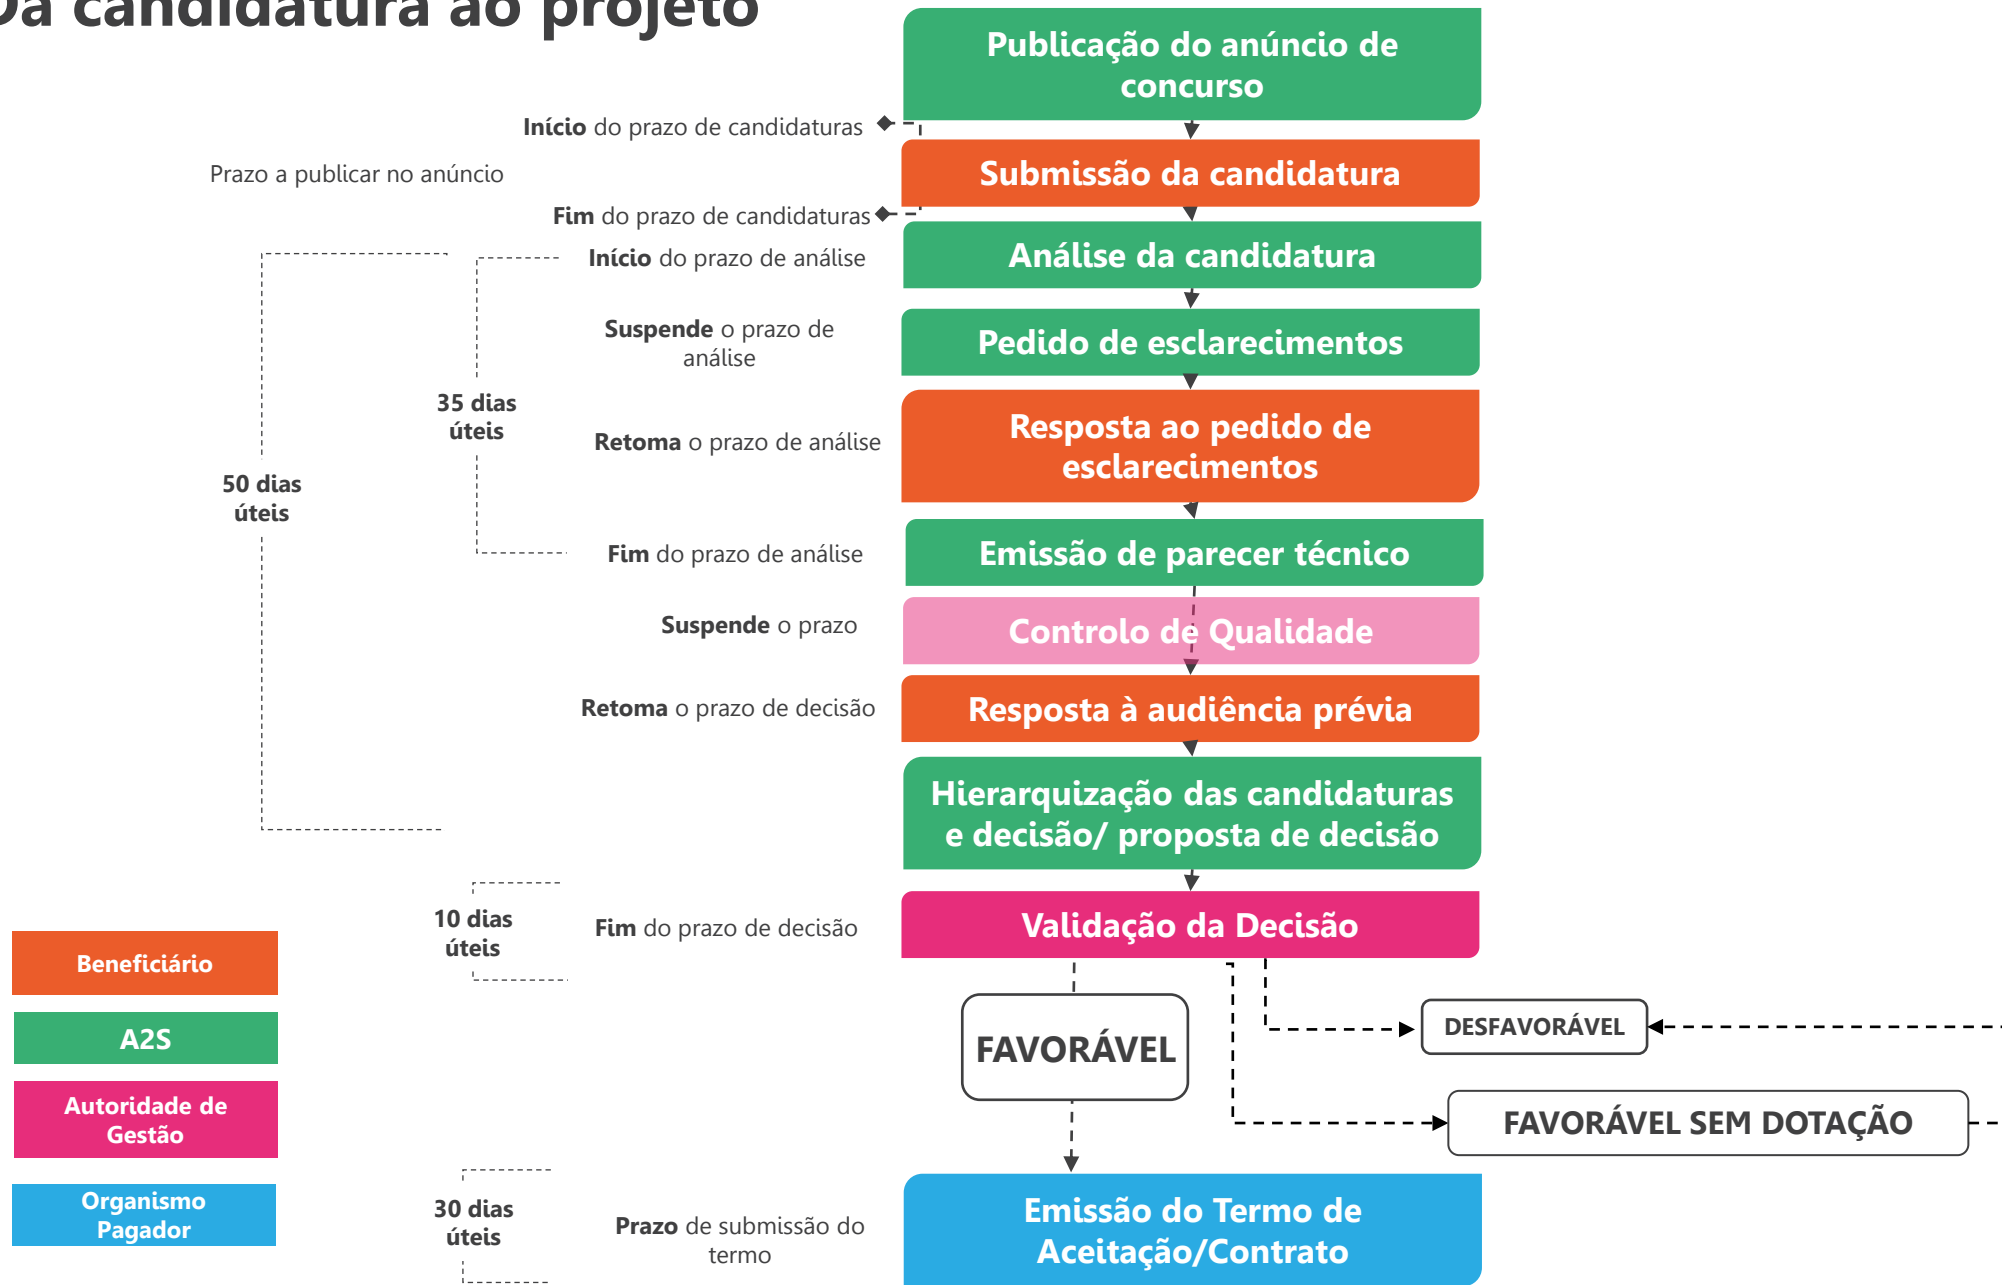 Da candidatura ao projeto
Publicação do anúncio de
concurso
Início do prazo de candidaturas
Prazo a publicar no anúncio
Submissão da candidatura
Fim do prazo de candidaturas
Início do prazo de análise
Análise da candidatura
Suspende o prazo de
análise
Pedido de esclarecimentos
35 dias
úteis
Retoma o prazo de análise
Resposta ao pedido de
esclarecimentos
50 dias
úteis
Fim do prazo de análise
Emissão de parecer técnico
Suspende o prazo
Controlo de Qualidade
Retoma o prazo de decisão
Resposta à audiência prévia
Hierarquização das candidaturas
e decisão/ proposta de decisão
10 dias
úteis
Fim do prazo de decisão
Validação da Decisão
Beneficiário
A2S
Autoridade de
Gestão
Organismo
Pagador
FAVORÁVEL
DESFAVORÁVEL
FAVORÁVEL SEM DOTAÇÃO
30 dias
úteis
Prazo de submissão do
termo
Emissão do Termo de
Aceitação/Contrato